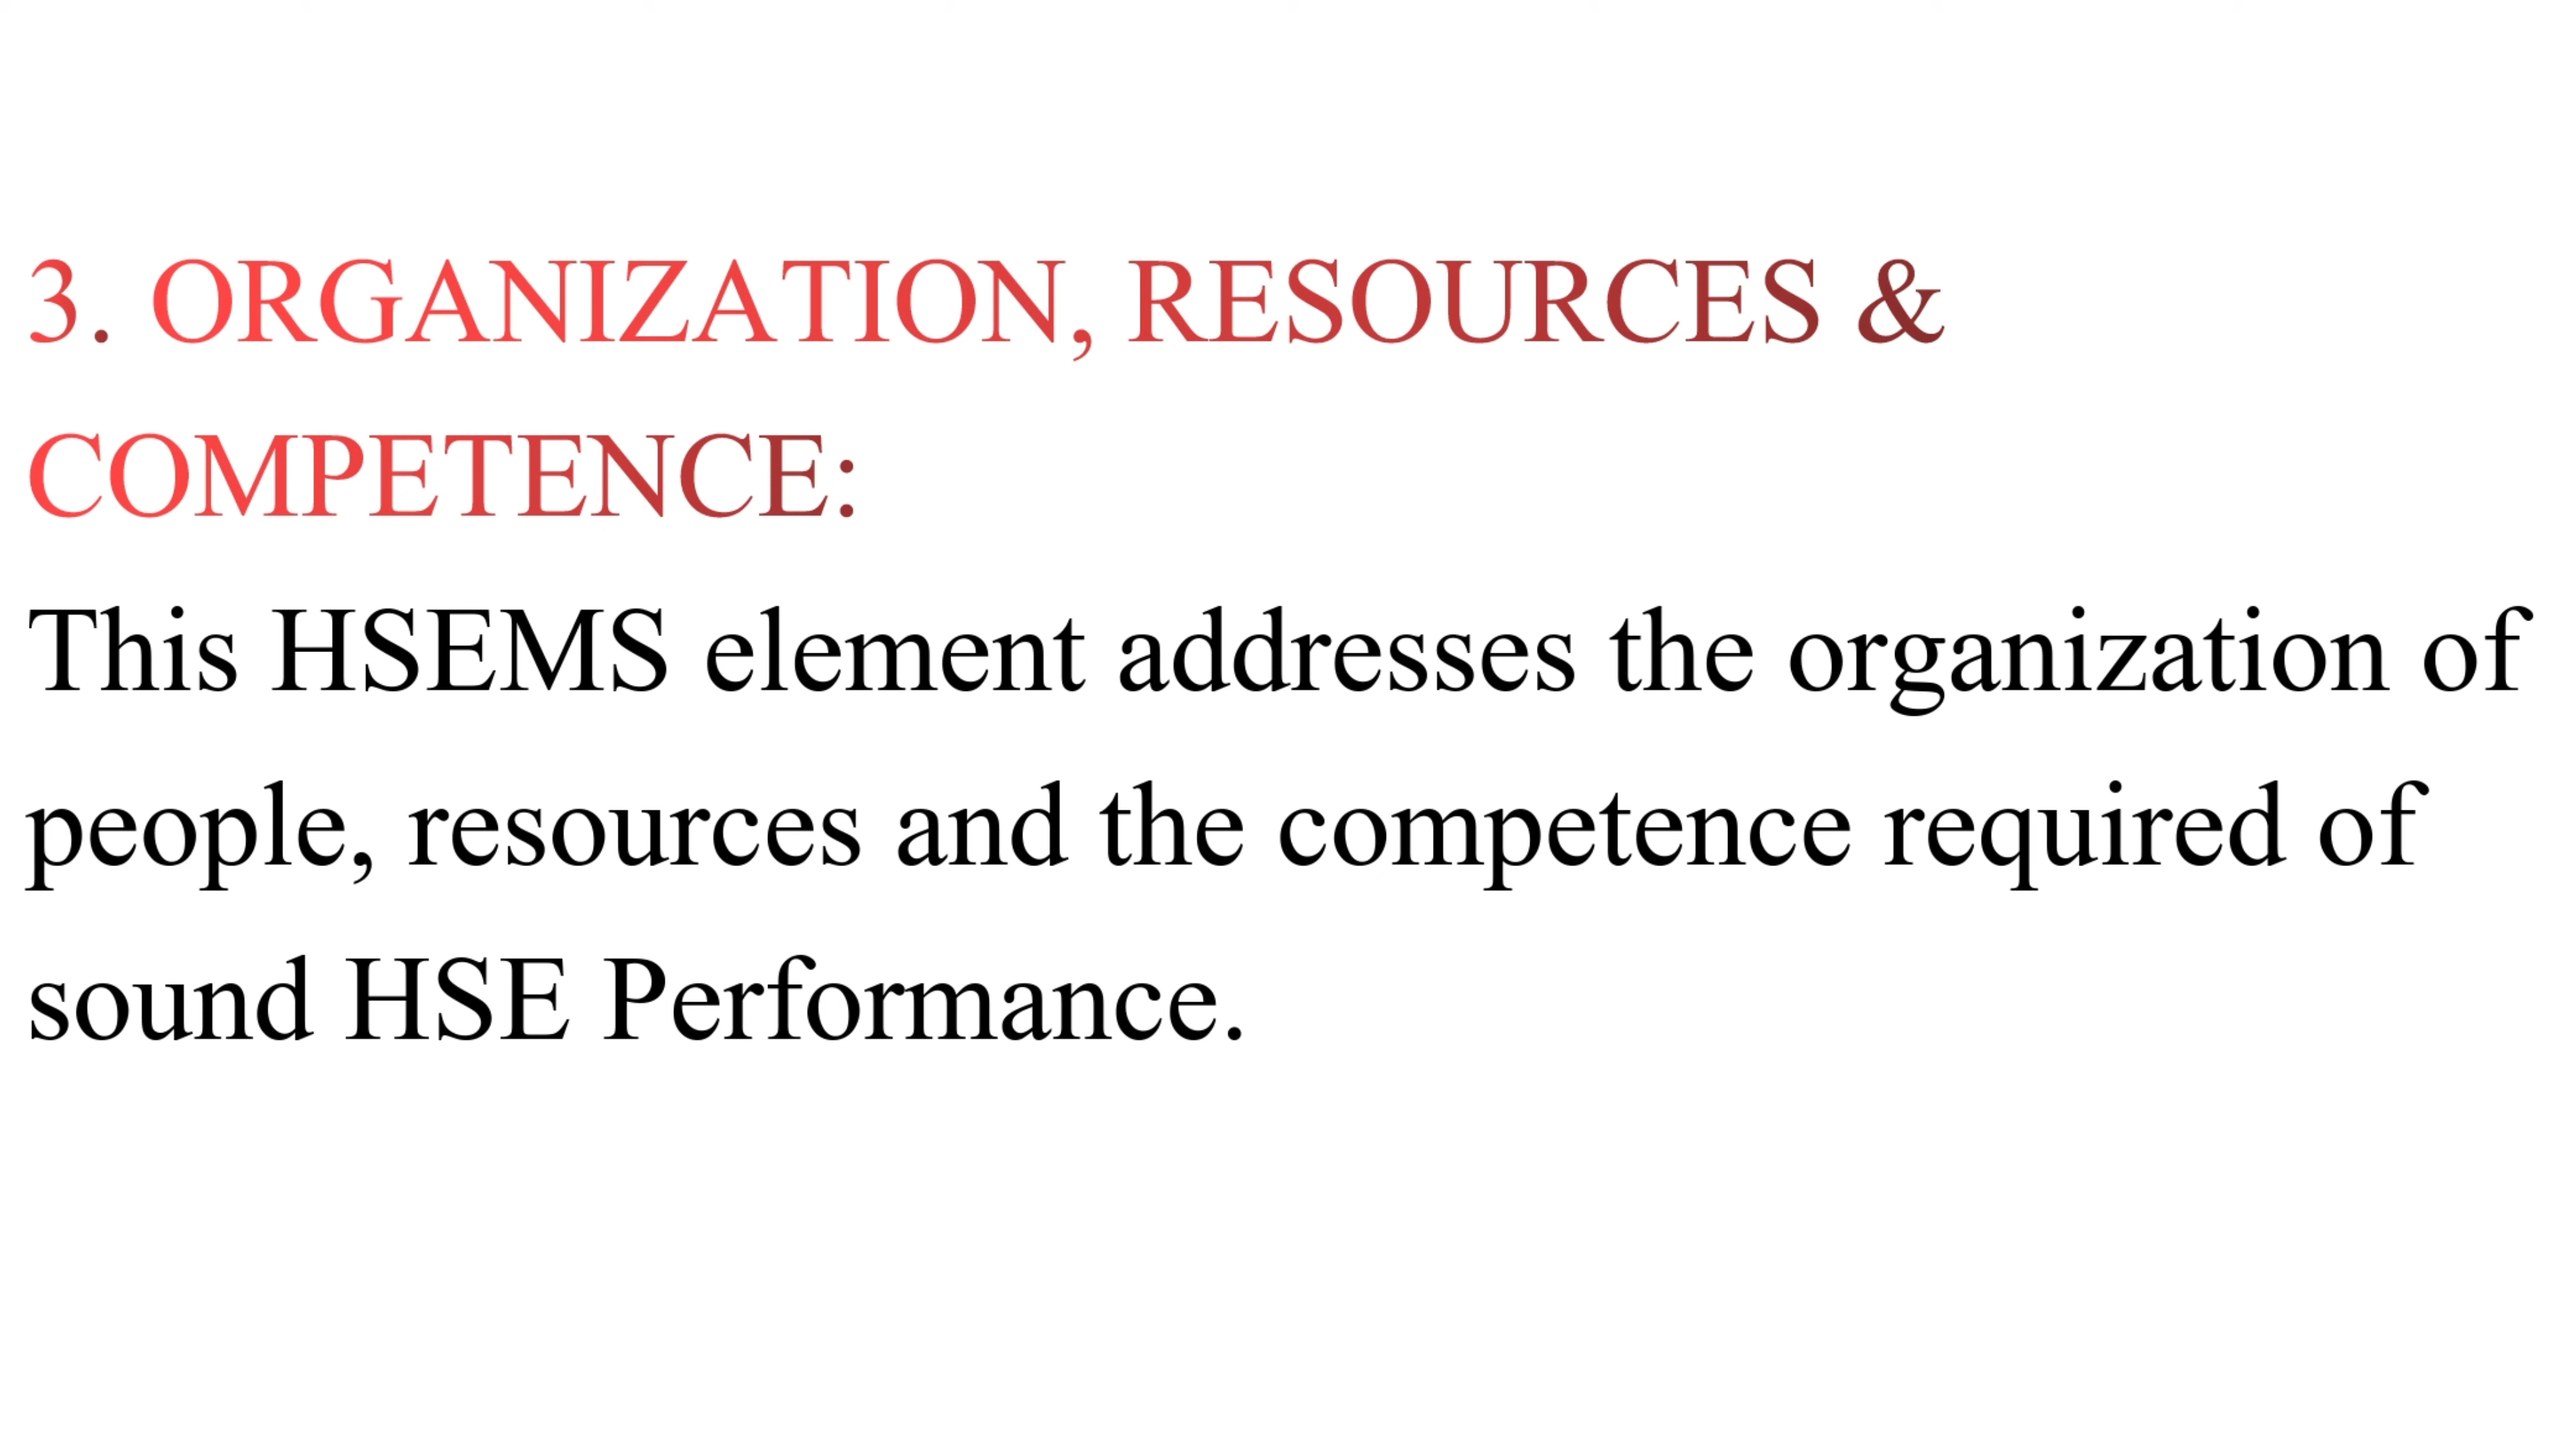 3. ORGANIZATION, RESOURCES &
COMPETENCE:
This HSEMS element addresses the organization of
people, resources and the competence required of
sound HSE Performance.